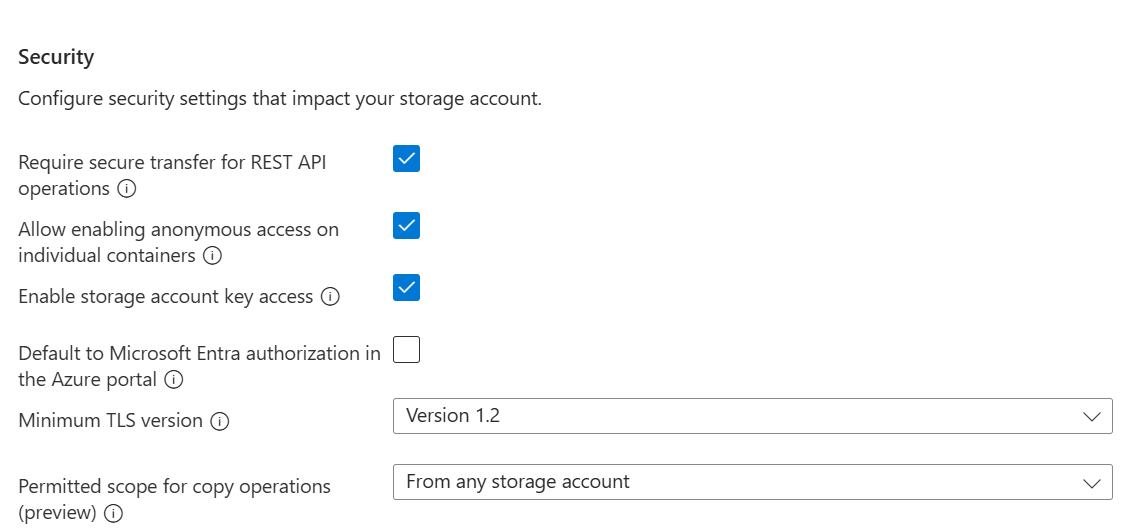 Security
Configure security settings that impact your storage account.
Require secure transfer for REST API
operations
Allow enabling anonymous access on
individual containers
Enable storage account key access
Default to Microsoft Entra authorization in
the Azure portal
Minimum TLS version
Version 1.2
Permitted scope for copy operations
(preview)
From any storage account